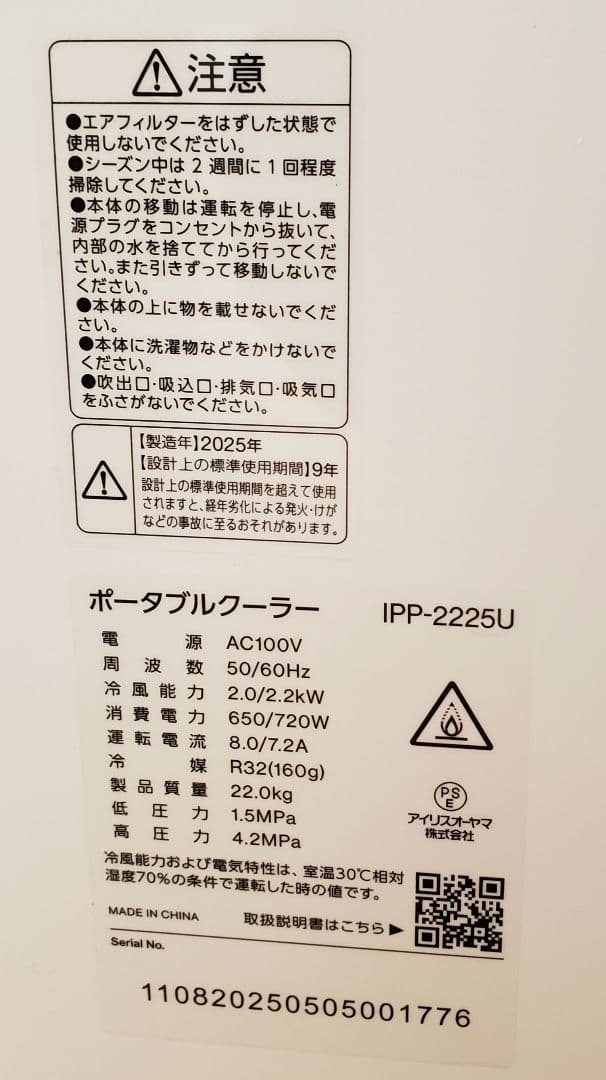 注意
●エアフィルターをはずした状態で
使用しないでください。
●シーズン中は2週間に1回程度
掃除してください。
●本体の移動は運転を停止し、電
源プラグをコンセントから抜いて、
内部の水を捨ててから行ってくだ
さい。また引きずって移動しないで
ください。
●本体の上に物を載せないでくだ
さい。
●本体に洗濯物などをかけないで
ください。
●吹出口・吸込口・排気口・吸気口
をふさがないでください。
【製造年】2025年
【設計上の標準使用期間】9年
設計上の標準使用期間を超えて使用
されますと、経年劣化による発火・けが
などの事故に至るおそれがあります。
ポータブルクーラー IPP-2225U
電源 AC100V
周波数 50/60Hz
冷風能力 2.0/2.2kW
消費電力 650/720W
運転電流 8.0/7.2A
冷媒 R32(160g)
製品質量 22.0kg
低圧力 1.5MPa
高圧力 4.2MPa
PS
E
アイリスオーヤマ
株式会社
冷風能力および電気特性は、室温30℃相対
湿度70%の条件で運転した時の値です。
MADE IN CHINA 取扱説明書はこちら▶
Serial No.
110820250505001776